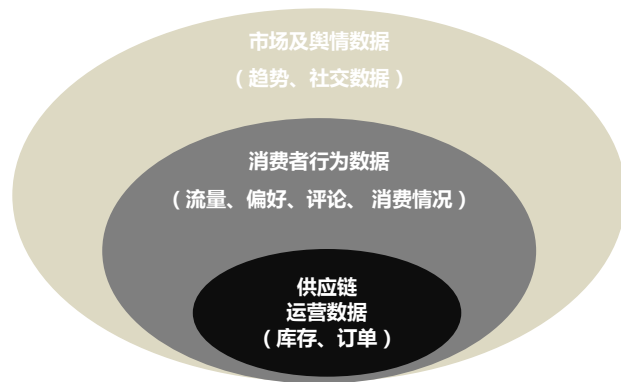 市场及舆情数据
（趋势、社交数据）
消费者行为数据
（流量、偏好、评论、 消费情况）
供应链
运营数据
（库存、订单）